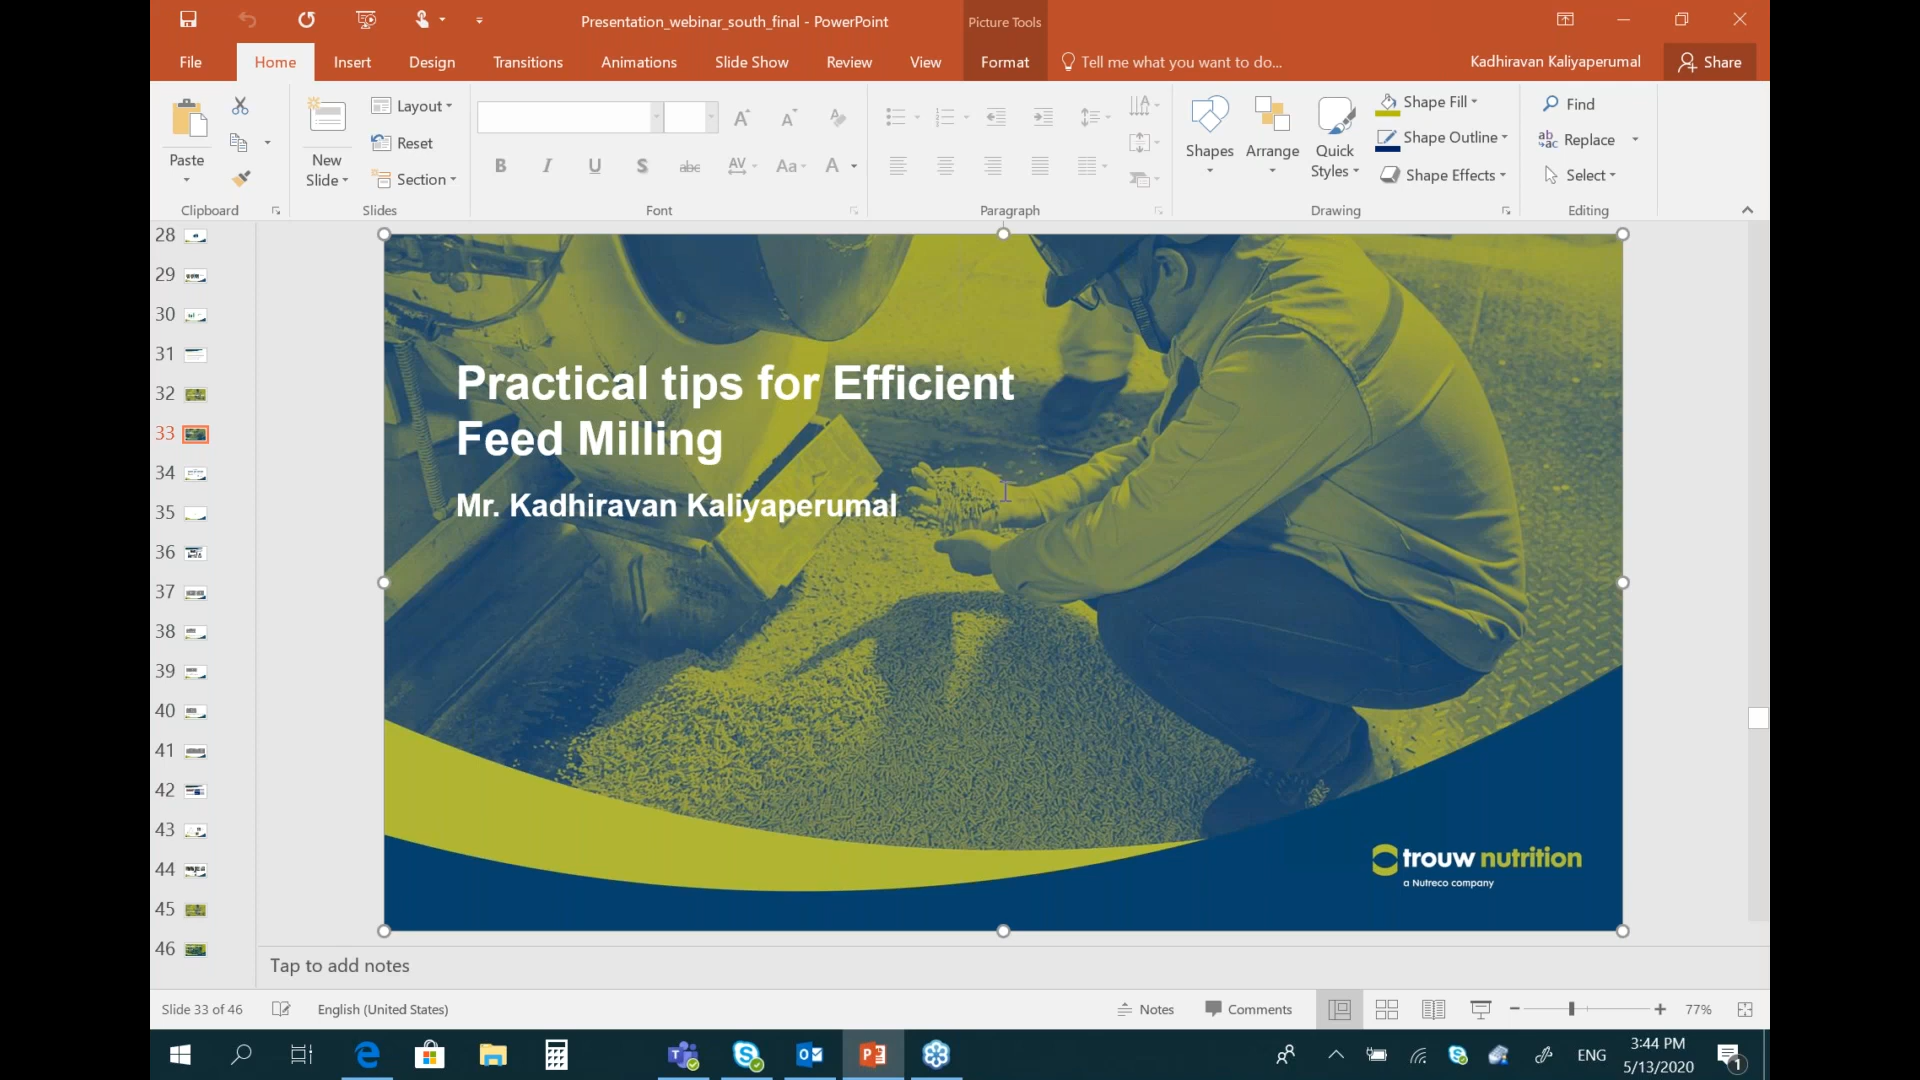 Presentation_webinar_south_final - PowerPoint
Picture Tools
File
Home
Insert
Design
Transitions
Animations
Slide Show
Review
View
Format
Tell me what you want to do...
Kadhiravan Kaliyaperumal
Share
Paste
Clipboard
New
Slide
Layout
Reset
Section
Slides
B I U S abc AV Aa A
Font
Paragraph
Shapes
Arrange
Quick
Styles
Shape Fill
Shape Outline
Shape Effects
Drawing
Find
Replace
Select
Editing
28
29
30
31
32
33
34
35
36
37
38
39
40
41
42
43
44
45
46
Practical tips for Efficient
Feed Milling
Mr. Kadhiravan Kaliyaperumal
trouw nutrition
a Nutreco company
Tap to add notes
Slide 33 of 46
English (United States)
Notes
Comments
77%
ENG
3:44 PM
5/13/2020
1